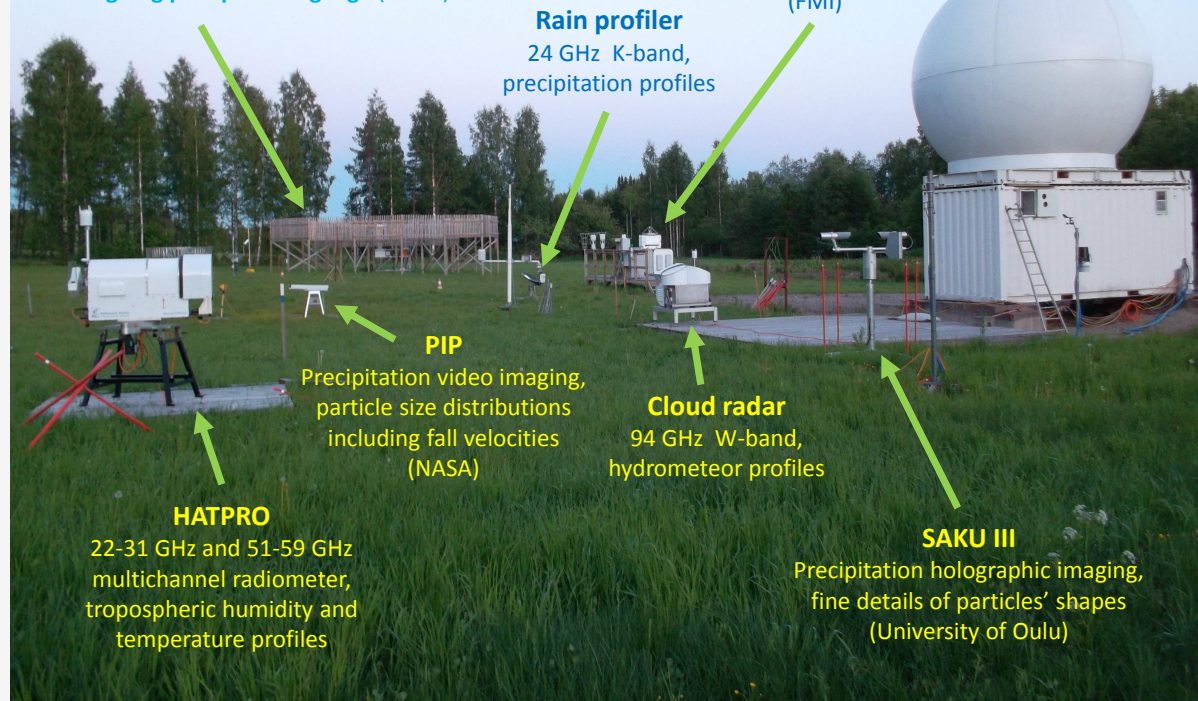 (FMI)
Rain profiler
24 GHz K-band,
precipitation profiles
PIP
Precipitation video imaging,
particle size distributions
including fall velocities
(NASA)
Cloud radar
94 GHz W-band,
hydrometeor profiles
HATPRO
22-31 GHz and 51-59 GHz
multichannel radiometer,
tropospheric humidity and
temperature profiles
SAKU III
Precipitation holographic imaging,
fine details of particles’ shapes
(University of Oulu)